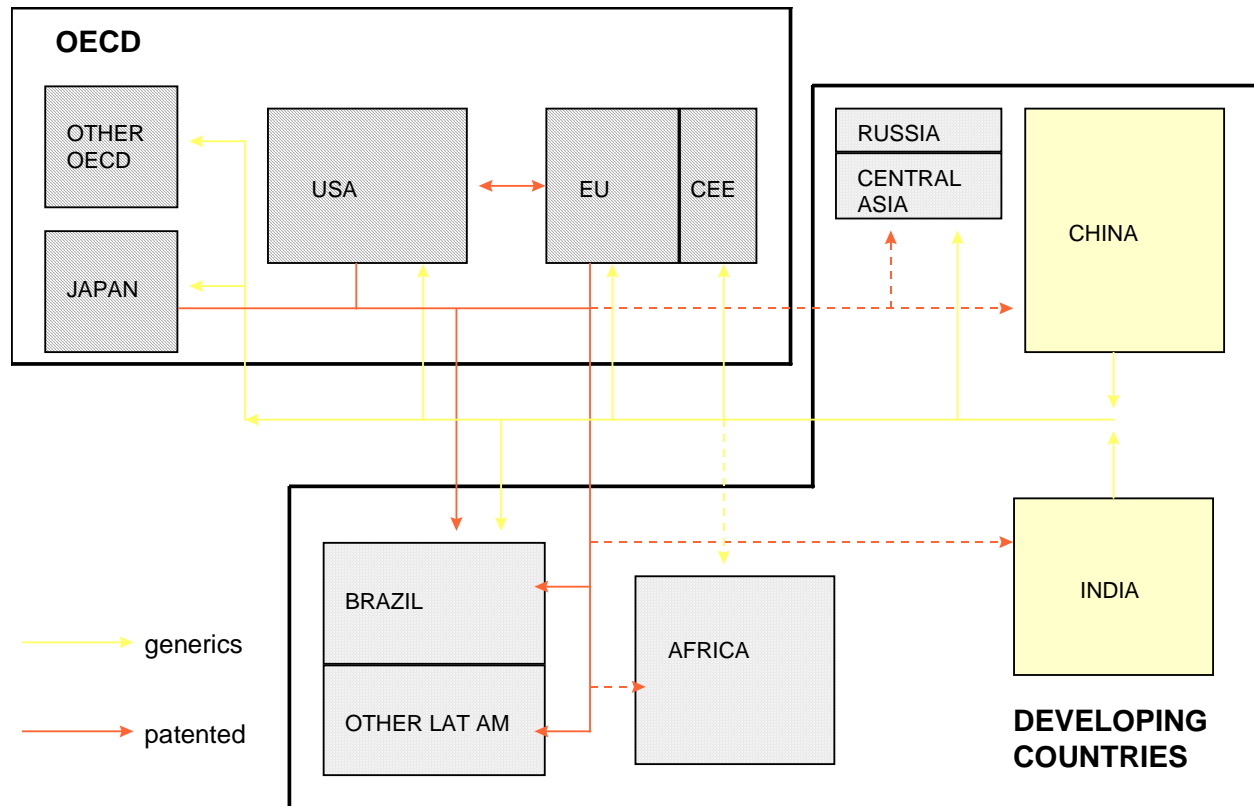 OECD
OTHER
OECD
USA
EU
CEE
JAPAN
RUSSIA
CENTRAL
ASIA
CHINA
BRAZIL
OTHER LAT AM
AFRICA
INDIA
generics
patented
DEVELOPING
COUNTRIES